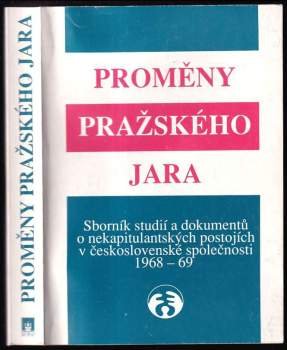 PROMĚNY PRAŽSKÉHO JARA
PROMĚNY
PRAŽSKÉHO
JARA
Sborník studií a dokumentů
o nekapitulantských postojích
v československé společnosti
1968 – 69